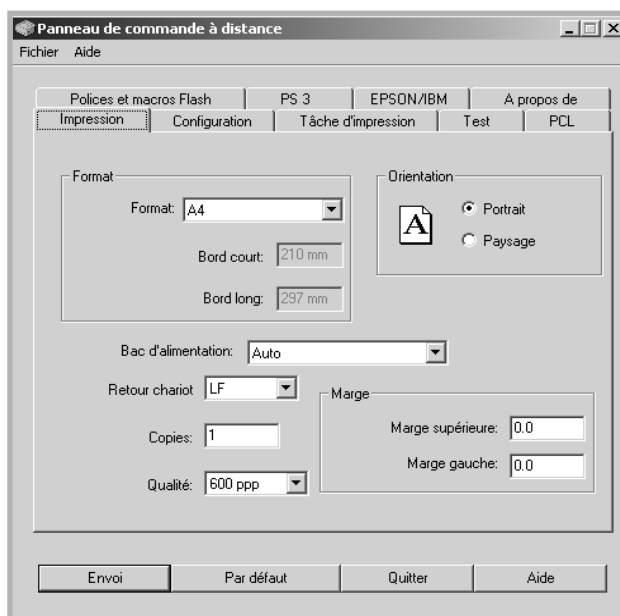 Panneau de commande à distance
Fichier Aide
Polices et macros Flash PS 3 EPSON/IBM A propos de
Impression Configuration Tâche d'impression Test PCL
Format
Format: A4
Bord court: 210 mm
Bord long: 297 mm
Orientation
A
Portrait
Paysage
Bac d'alimentation: Auto
Retour chariot LF
Copies: 1
Qualité: 600 ppp
Marge
Marge supérieure: 0.0
Marge gauche: 0.0
Envoi Par défaut Quitter Aide